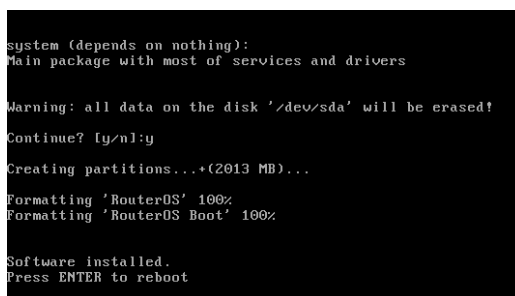 system (depends on nothing):
Main package with most of services and drivers
Warning: all data on the disk '/dev/sda' will be erased!
Continue? [y/n]:y
Creating partitions...+(2013 MB)...
Formatting 'RouterOS' 100%
Formatting 'RouterOS Boot' 100%
Software installed.
Press ENTER to reboot